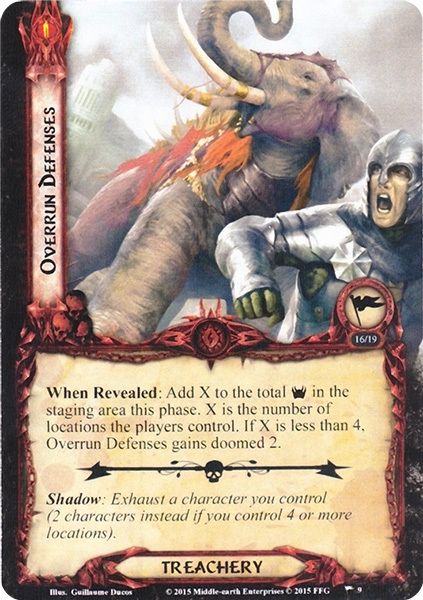 OVERRUN DEFENSES
16/19
When Revealed: Add X to the total in the
staging area this phase. X is the number of
locations the players control. If X is less than 4,
Overrun Defenses gains doomed 2.
Shadow: Exhaust a character you control
(2 characters instead if you control 4 or more
locations).
TREACHERY
Illus. Guillaume Ducos © 2015 Middle-earth Enterprises © 2015 FFG 9